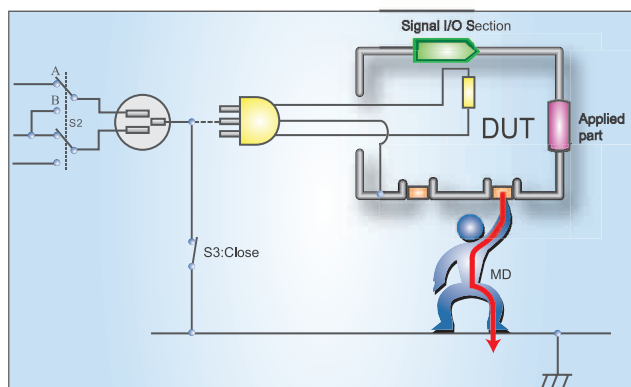 Signal I/O Section
A
B
S2
DUT
Applied
part
S3:Close
MD